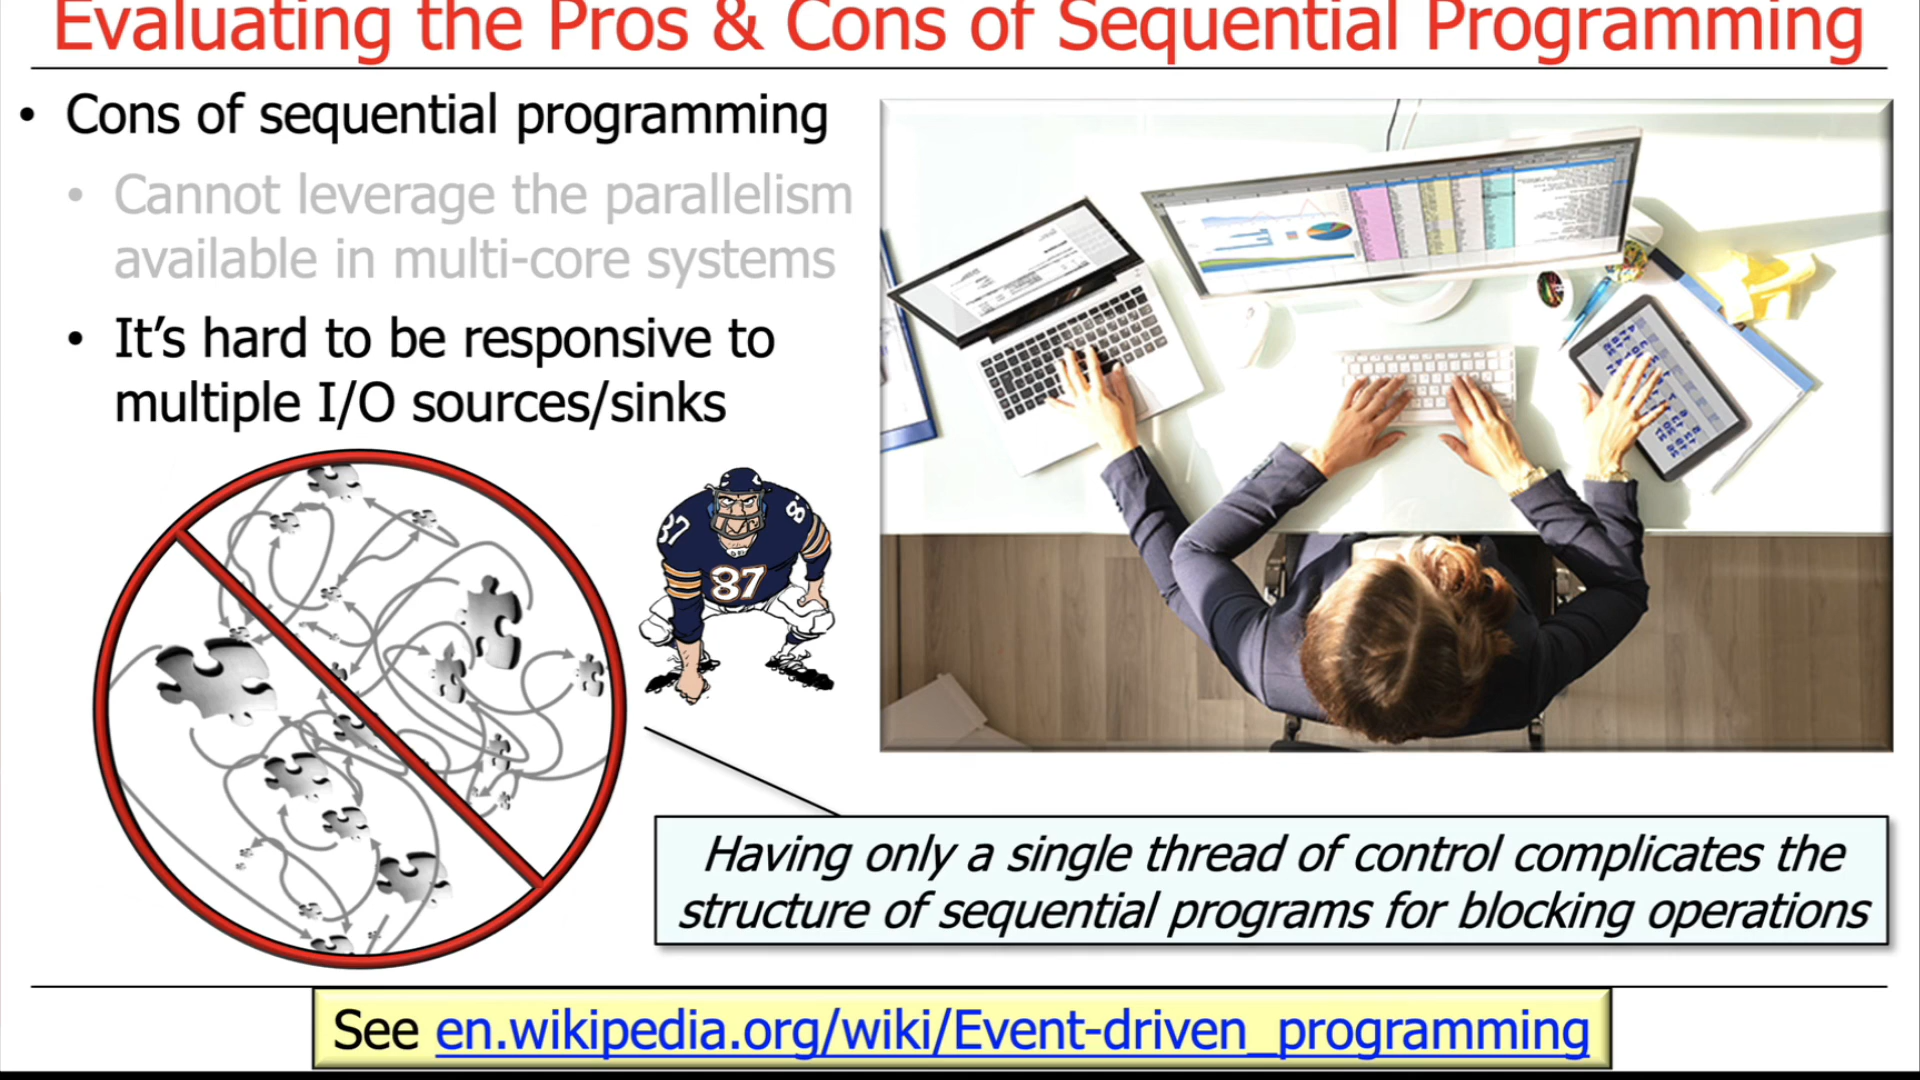 Evaluating the Pros & Cons of Sequential Programming
• Cons of sequential programming
• Cannot leverage the parallelism
available in multi-core systems
• It’s hard to be responsive to
multiple I/O sources/sinks
37
8
87
Having only a single thread of control complicates the
structure of sequential programs for blocking operations
See en.wikipedia.org/wiki/Event-driven_programming